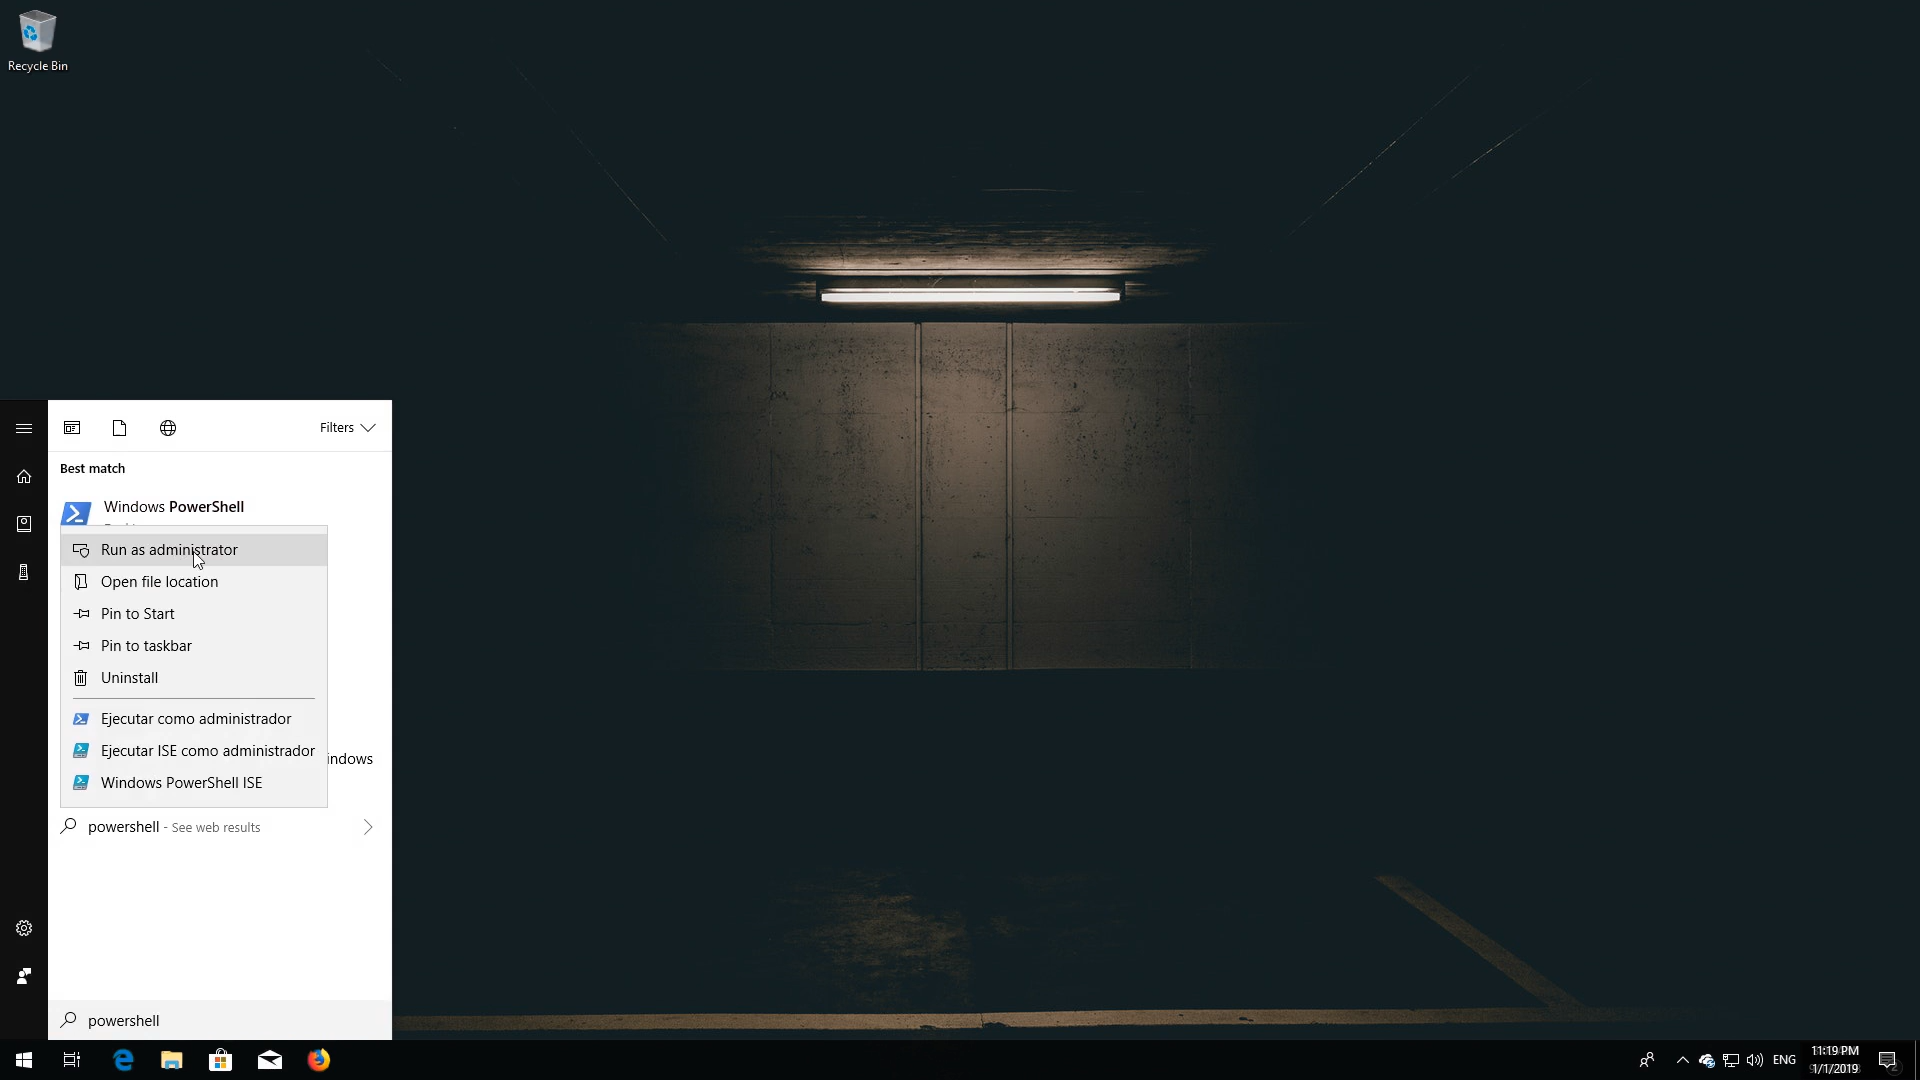 Recycle Bin
Filters
Best match
Windows PowerShell
Run as administrator
Open file location
Pin to Start
Pin to taskbar
Uninstall
Ejecutar como administrador
Ejecutar ISE como administrador
indows
Windows PowerShell ISE
powershell - See web results
powershell
ENG
11:19 PM
1/1/2019